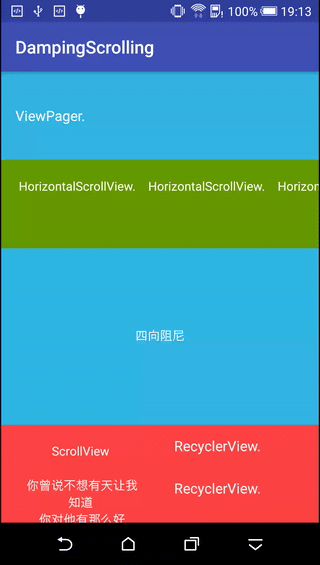 100% 19:13
DampingScrolling
ViewPager.
HorizontalScrollView. HorizontalScrollView. Horizon
四向阻尼
ScrollView
你曾说不想有天让我
知道
你对他有那么好
RecyclerView.
RecyclerView.